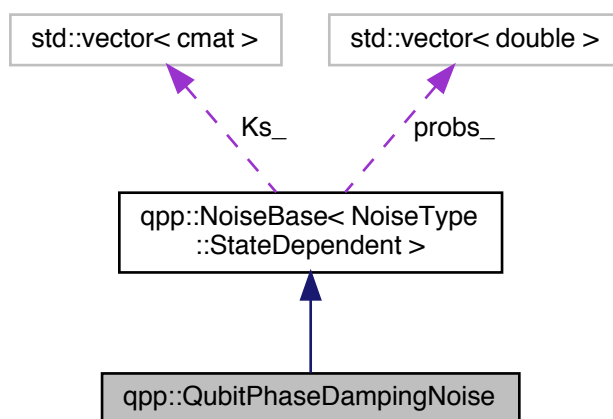 std::vector< cmat >
std::vector< double >
Ks_
probs_
qpp::NoiseBase< NoiseType
::StateDependent >
qpp::QubitPhaseDampingNoise